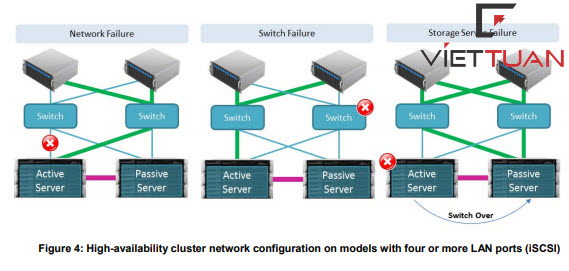 Network Failure
Switch Failure
Storage Server Failure
VIETTUAN
Switch
Switch
Switch
Switch
Switch
Switch
Active
Server
Passive
Server
Active
Server
Passive
Server
Active
Server
Passive
Server
Switch Over
Figure 4: High-availability cluster network configuration on models with four or more LAN ports (iSCSI)